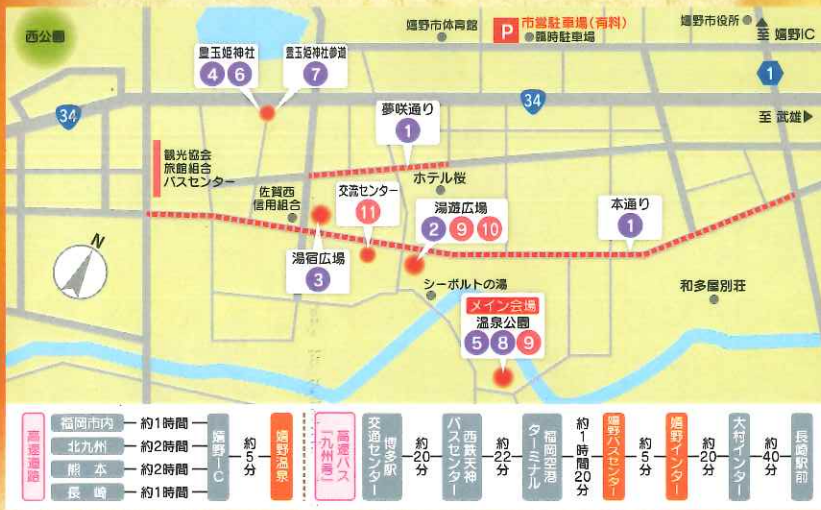 西公園
嬉野市体育館
P 市営駐車場(有料)
臨時駐車場
嬉野市役所
至 嬉野IC
1
豊玉姫神社
4 6
豊玉姫神社参道
7
34
34
至 武雄
夢咲通り
1
観光協会
旅館組合
バスセンター
ホテル桜
佐賀西
信用組合
交流センター
11
湯遊広場
2 9 10
本通り
1
湯宿広場
3
N
シーボルトの湯
和多屋別荘
メイン会場
温泉公園
5 8 9
高速道路
福岡市内 約1時間
北九州 約2時間
熊本 約2時間
長崎 約1時間
嬉野IC
約5分
嬉野温泉
高速バス
「九州号」
博多駅
交通センター
約20分
西鉄天神
バスセンター
約22分
福岡空港
ターミナル
約1時間20分
嬉野バスセンター
約5分
嬉野インター
約20分
大村インター
約40分
長崎駅前